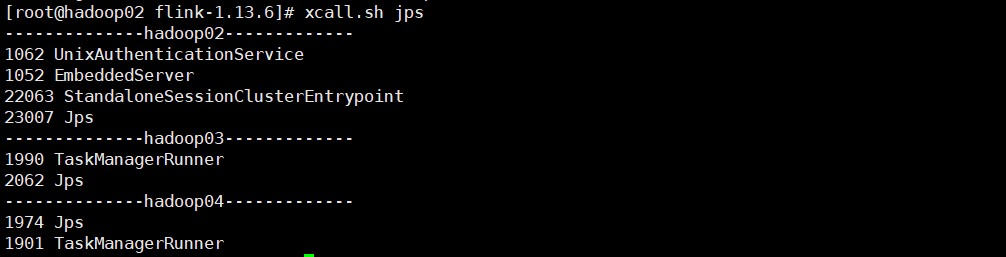 [root@hadoop02 flink-1.13.6]# xcall.sh jps
--------------hadoop02-------------
1062 UnixAuthenticationService
1052 EmbeddedServer
22063 StandaloneSessionClusterEntrypoint
23007 Jps
--------------hadoop03-------------
1990 TaskManagerRunner
2062 Jps
--------------hadoop04-------------
1974 Jps
1901 TaskManagerRunner